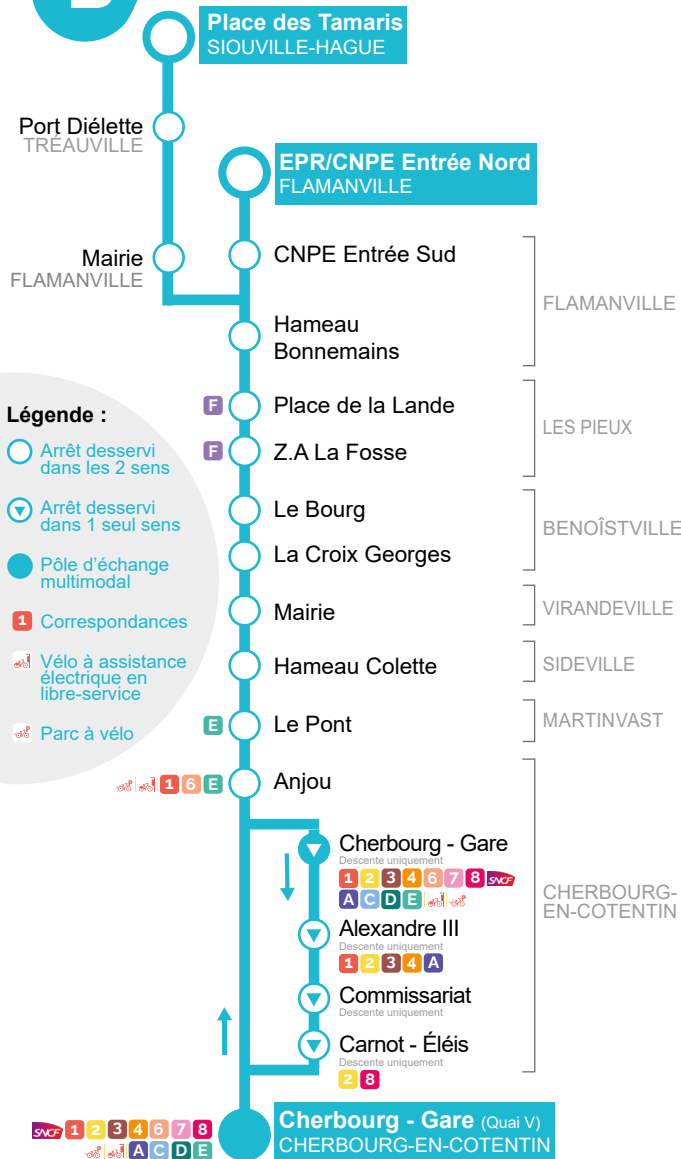 B
Place des Tamaris
SIOUVILLE-HAGUE
Port Diélette
TRÉAUVILLE
EPR/CNPE Entrée Nord
FLAMANVILLE
Mairie
FLAMANVILLE
CNPE Entrée Sud
Hameau
Bonnemains
FLAMANVILLE
F Place de la Lande
F Z.A La Fosse
LES PIEUX
Le Bourg
La Croix Georges
BENOÎSTVILLE
Mairie
VIRANDEVILLE
Hameau Colette
SIDEVILLE
E Le Pont
MARTINVAST
1 6 E Anjou
Légende :
Arrêt desservi
dans les 2 sens
Arrêt desservi
dans 1 seul sens
Pôle d'échange
multimodal
1 Correspondances
Vélo à assistance
électrique en
libre-service
Parc à vélo
Cherbourg - Gare
Descente uniquement
1 2 3 4 6 7 8 SNCF
A C D E
Alexandre III
Descente uniquement
1 2 3 4 A
Commissariat
Descente uniquement
Carnot - Éléis
Descente uniquement
2 8
CHERBOURG-
EN-COTENTIN
SNCF 1 2 3 4 6 7 8
A C D E
Cherbourg - Gare (Quai V)
CHERBOURG-EN-COTENTIN